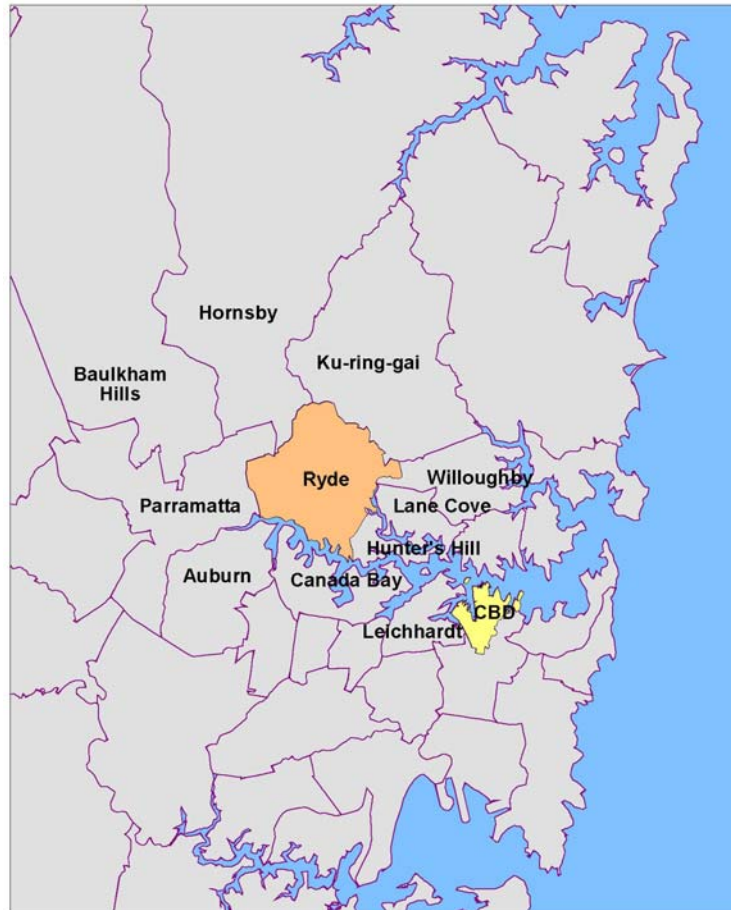 Hornsby
Ku-ring-gai
Baulkham
Hills
Ryde
Willoughby
Parramatta
Lane Cove
Hunter's Hill
Auburn
Canada Bay
CBD
Leichhardt